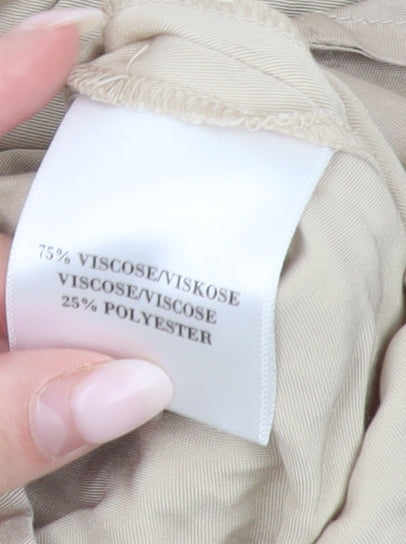 75% VISCOSE/VISKOSE
VISCOSE/VISCOSE
25% POLYESTER